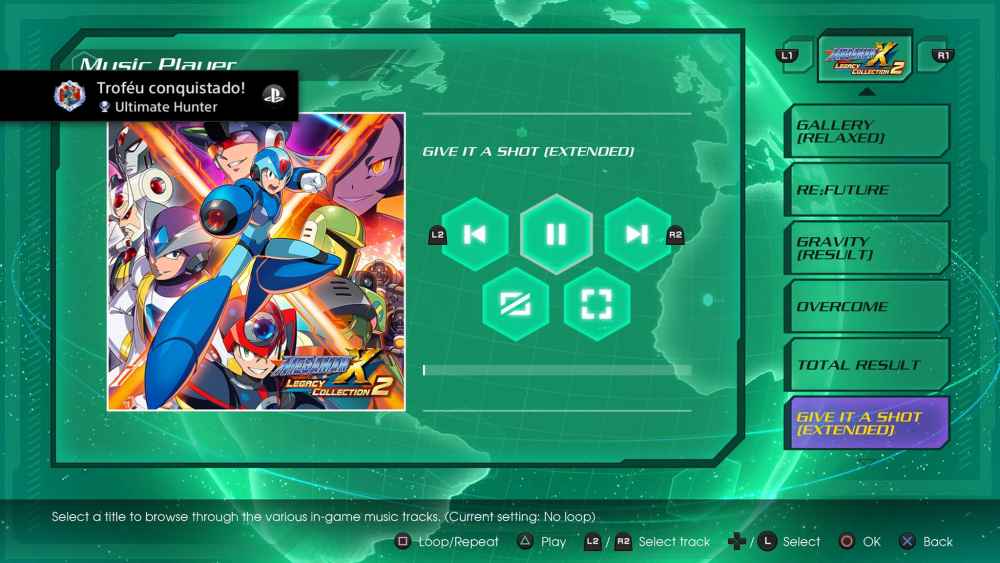 Music Player
Troféu conquistado!
Ultimate Hunter
GIVE IT A SHOT (EXTENDED)
L2
R2
MEGAMAN X
LEGACY
COLLECTION 2
L1
MEGAMAN X
LEGACY
COLLECTION 2
R1
GALLERY
(RELAXED)
RE;FUTURE
GRAVITY
(RESULT)
OVERCOME
TOTAL RESULT
GIVE IT A SHOT
(EXTENDED)
Select a title to browse through the various in-game music tracks. (Current setting: No loop)
Loop/Repeat Play L2 / R2 Select track / L Select OK Back